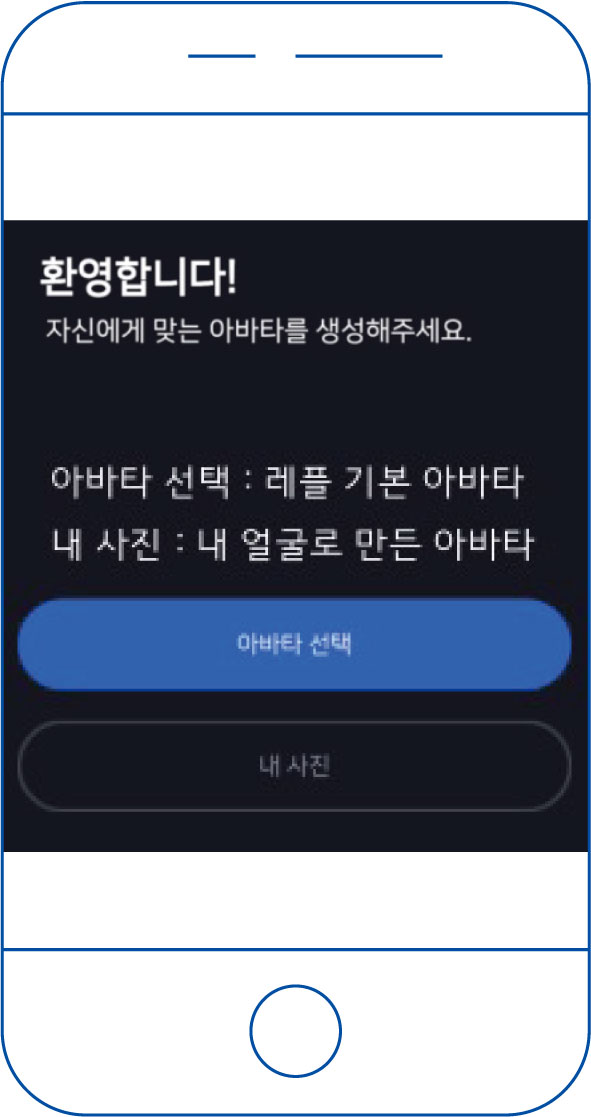 환영합니다!
자신에게 맞는 아바타를 생성해주세요.
아바타 선택 : 레플 기본 아바타
내 사진 : 내 얼굴로 만든 아바타
아바타 선택
내 사진